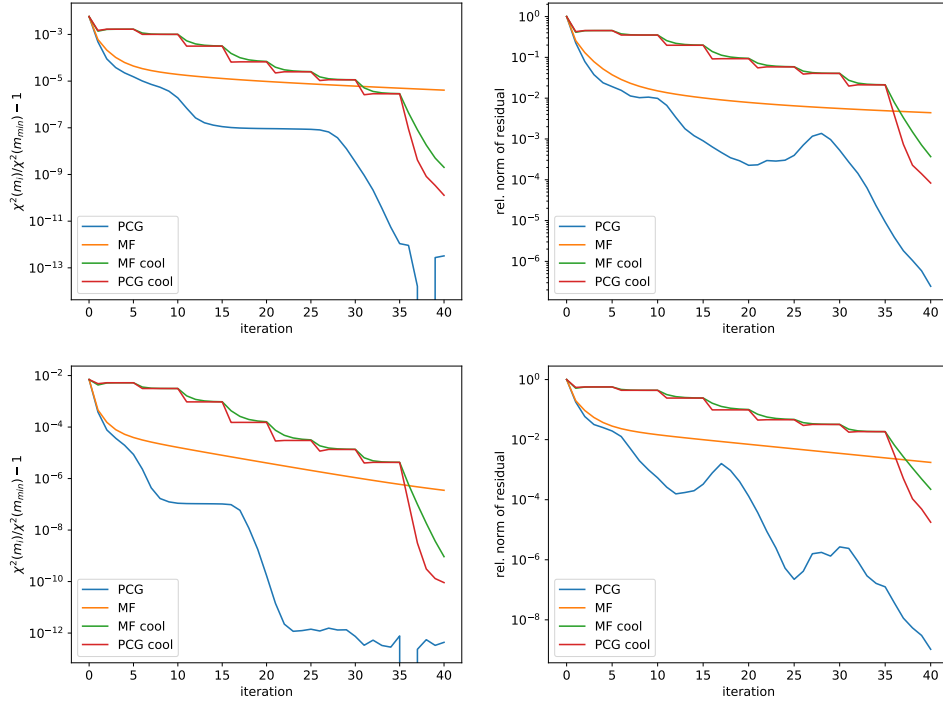 χ²(mᵢ)/χ²(mₘᵢₙ) − 1
10⁻³
10⁻⁵
10⁻⁷
10⁻⁹
10⁻¹¹
10⁻¹³
PCG
MF
MF cool
PCG cool
0 5 10 15 20 25 30 35 40
iteration
rel. norm of residual
10⁰
10⁻¹
10⁻²
10⁻³
10⁻⁴
10⁻⁵
10⁻⁶
PCG
MF
MF cool
PCG cool
0 5 10 15 20 25 30 35 40
iteration
χ²(mᵢ)/χ²(mₘᵢₙ) − 1
10⁻²
10⁻⁴
10⁻⁶
10⁻⁸
10⁻¹⁰
10⁻¹²
PCG
MF
MF cool
PCG cool
0 5 10 15 20 25 30 35 40
iteration
rel. norm of residual
10⁰
10⁻²
10⁻⁴
10⁻⁶
10⁻⁸
PCG
MF
MF cool
PCG cool
0 5 10 15 20 25 30 35 40
iteration